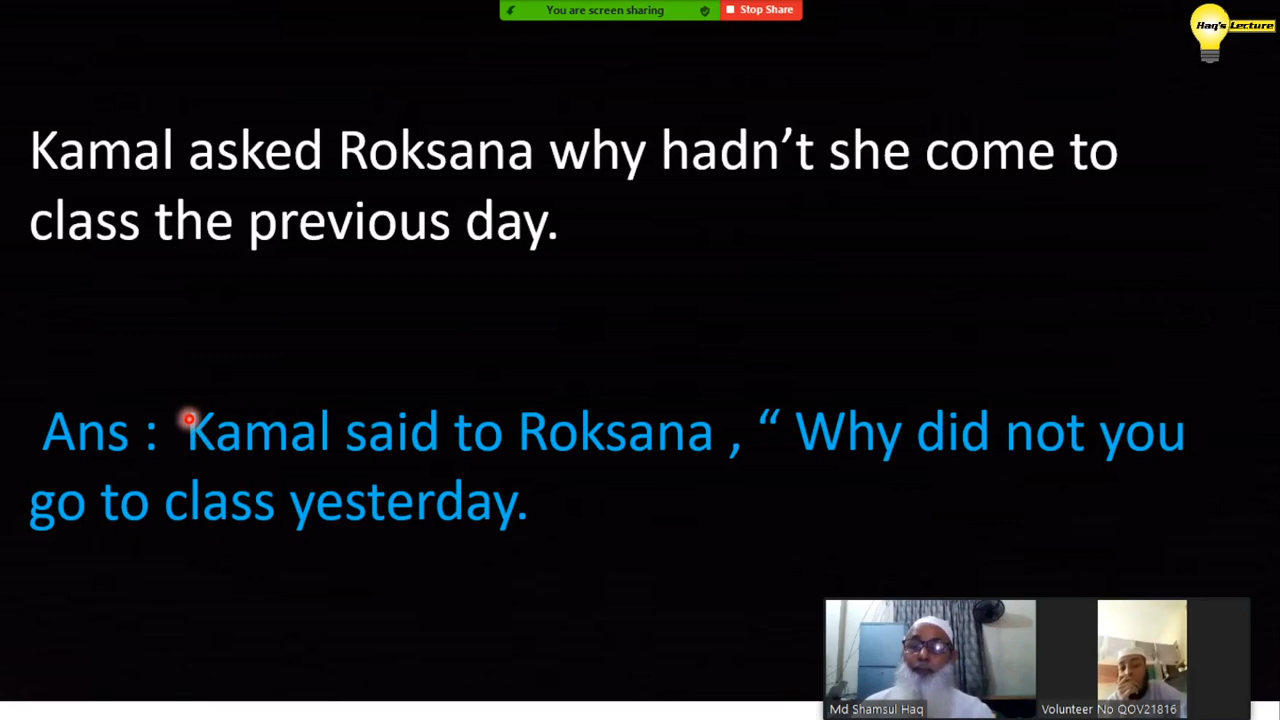 You are screen sharing
Stop Share
Haq's Lecture
Kamal asked Roksana why hadn’t she come to
class the previous day.
Ans : Kamal said to Roksana , “ Why did not you
go to class yesterday.
Md Shamsul Haq
Volunteer No QOV21816